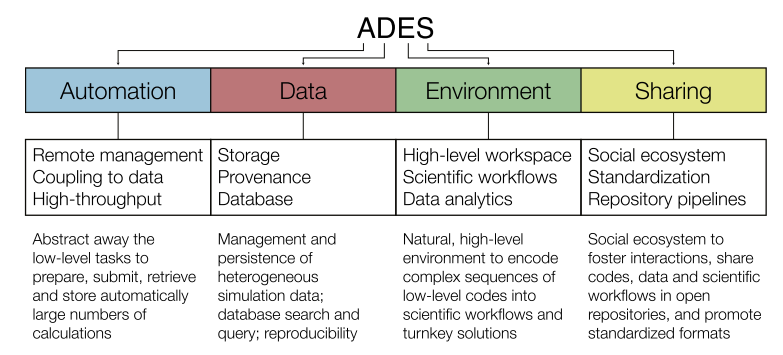 ADES
Automation
Data
Environment
Sharing
Remote management
Coupling to data
High-throughput
Storage
Provenance
Database
High-level workspace
Scientific workflows
Data analytics
Social ecosystem
Standardization
Repository pipelines
Abstract away the
low-level tasks to
prepare, submit, retrieve
and store automatically
large numbers of
calculations
Management and
persistence of
heterogeneous
simulation data;
database search and
query; reproducibility
Natural, high-level
environment to encode
complex sequences of
low-level codes into
scientific workflows and
turnkey solutions
Social ecosystem to
foster interactions, share
codes, data and scientific
workflows in open
repositories, and promote
standardized formats